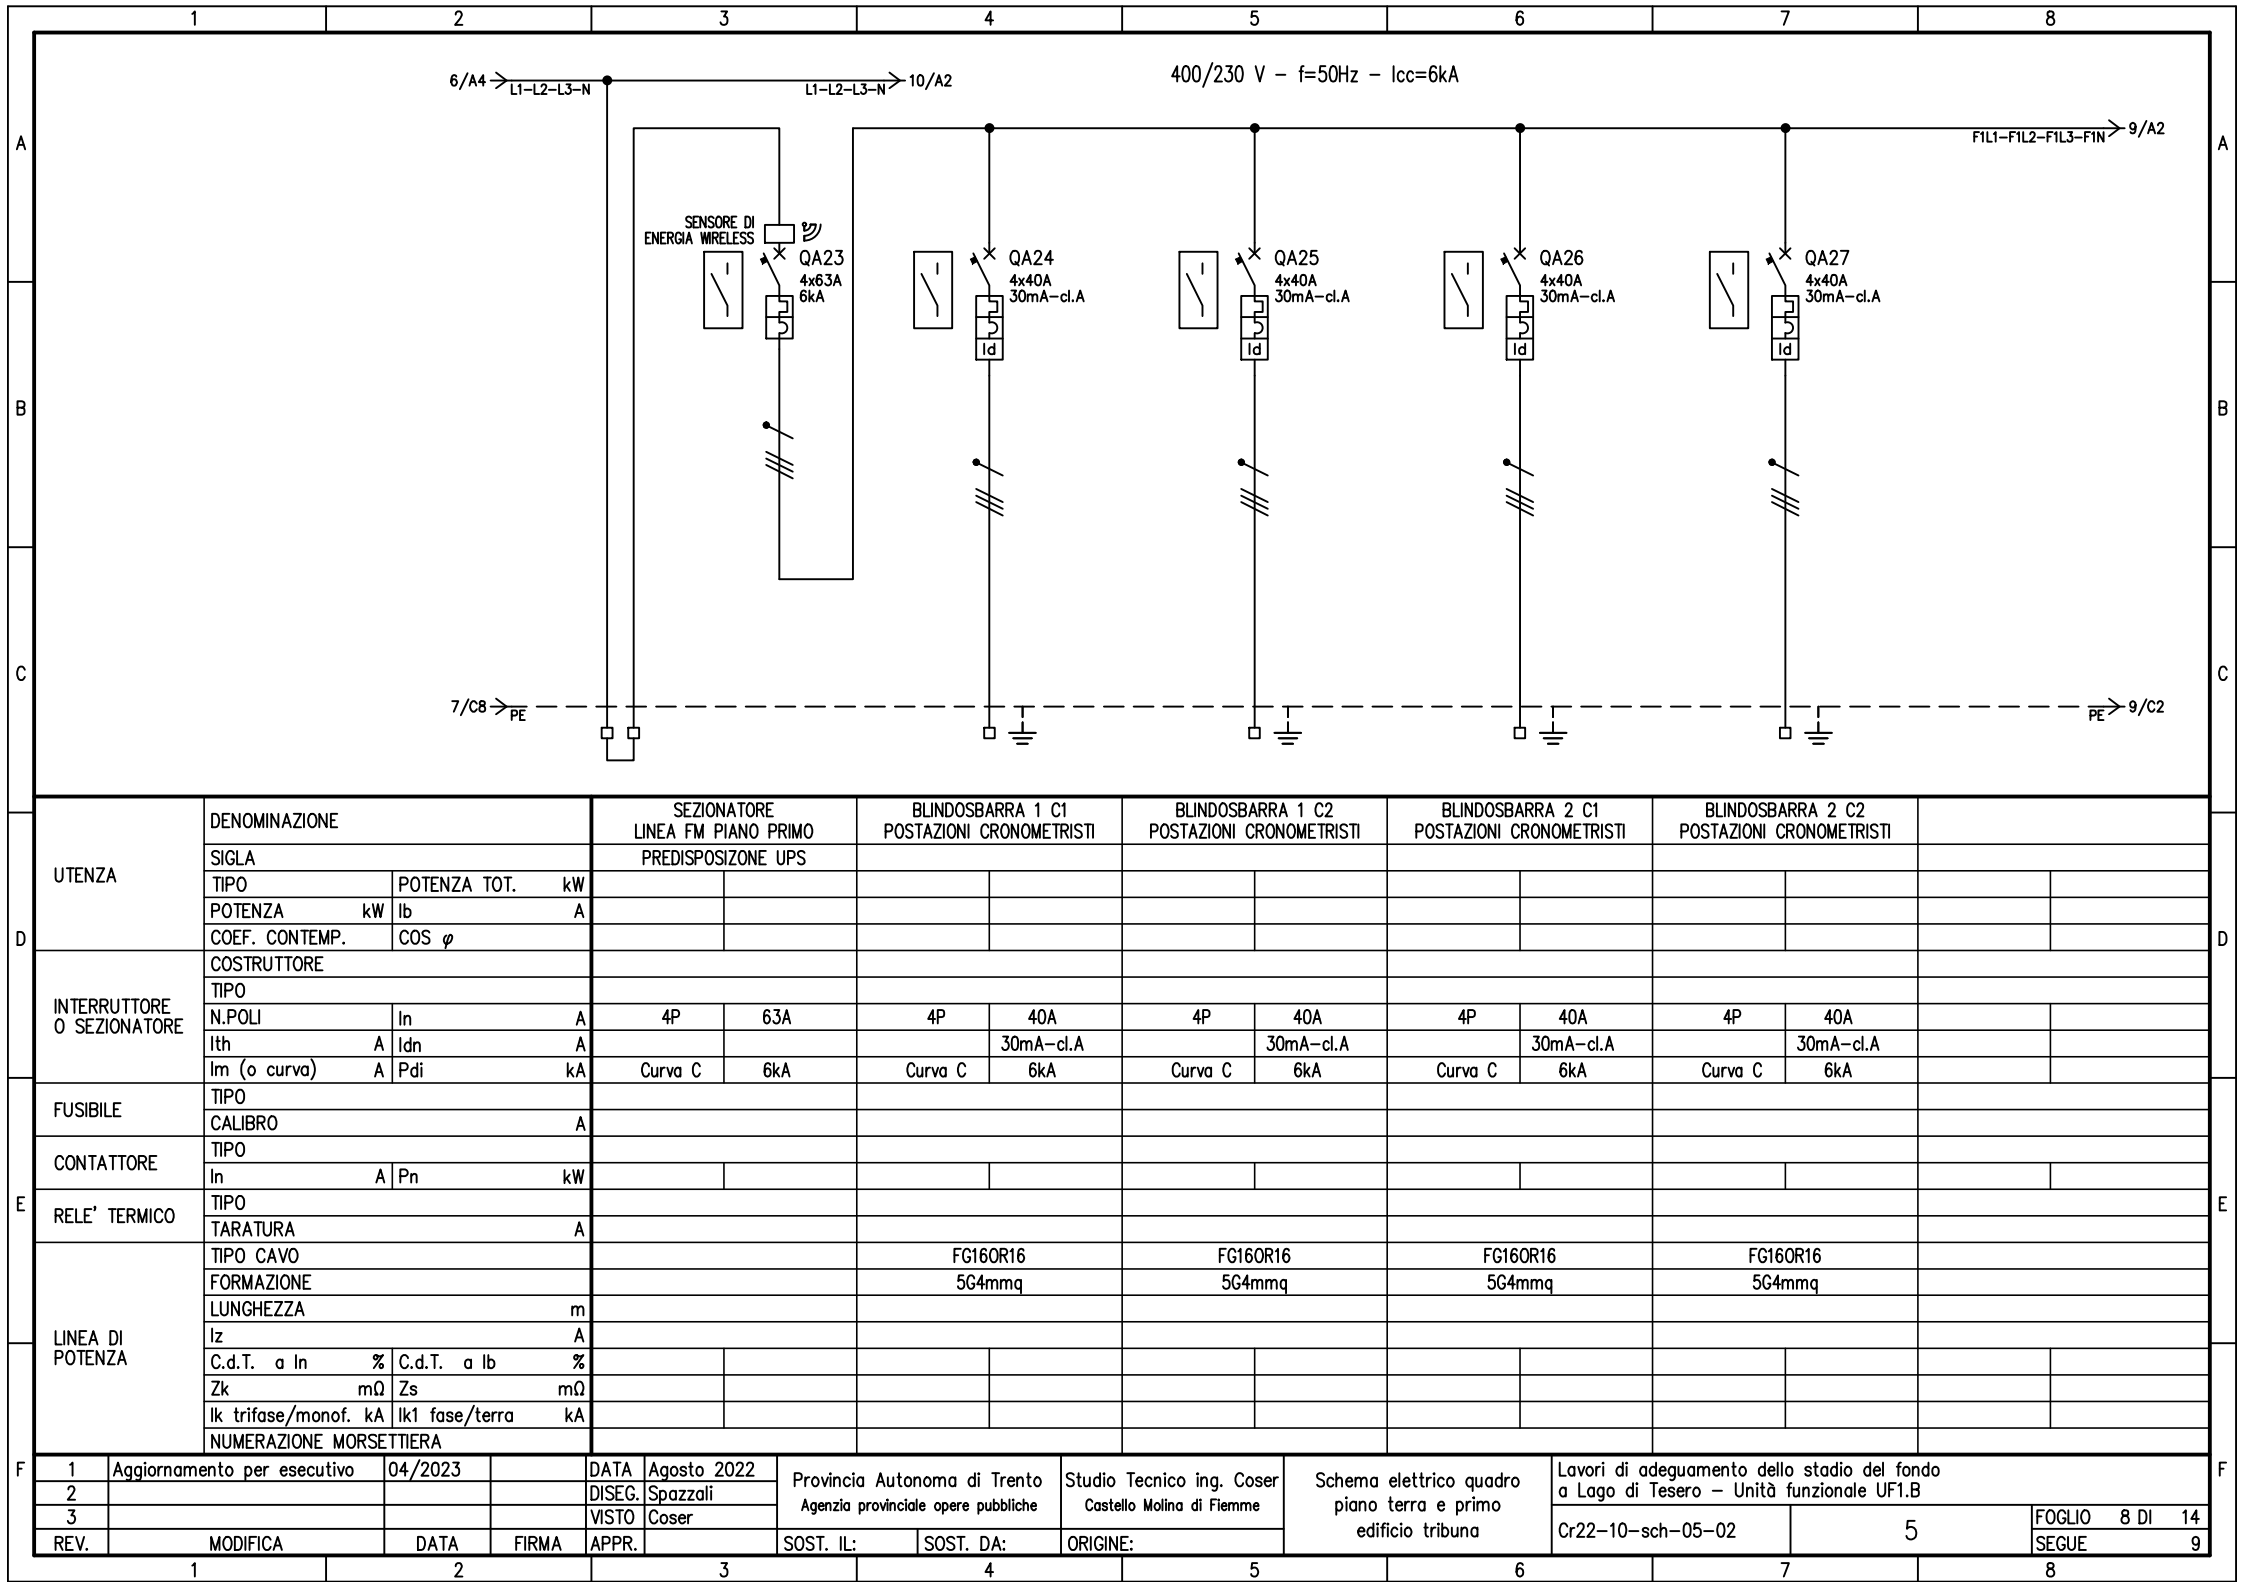 1 2 3 4 5 6 7 8
6/A4 L1-L2-L3-N L1-L2-L3-N 10/A2
400/230 V - f=50Hz - Icc=6kA
A A
F1L1-F1L2-F1L3-F1N 9/A2
SENSORE DI
ENERGIA WIRELESS
QA23
4x63A
6kA
QA24
4x40A
30mA-cl.A
Id
QA25
4x40A
30mA-cl.A
Id
QA26
4x40A
30mA-cl.A
Id
QA27
4x40A
30mA-cl.A
Id
B B
C C
7/C8 PE PE 9/C2
UTENZA
DENOMINAZIONE
SEZIONATORE
LINEA FM PIANO PRIMO
BLINDOSBARRA 1 C1
POSTAZIONI CRONOMETRISTI
BLINDOSBARRA 1 C2
POSTAZIONI CRONOMETRISTI
BLINDOSBARRA 2 C1
POSTAZIONI CRONOMETRISTI
BLINDOSBARRA 2 C2
POSTAZIONI CRONOMETRISTI
SIGLA PREDISPOSIZONE UPS
TIPO POTENZA TOT. kW
POTENZA kW Ib A
COEF. CONTEMP. COS φ
D D
INTERRUTTORE
O SEZIONATORE
COSTRUTTORE
TIPO
N.POLI In A 4P 63A 4P 40A 4P 40A 4P 40A 4P 40A
Ith A Idn A 30mA-cl.A 30mA-cl.A 30mA-cl.A 30mA-cl.A
Im (o curva) A Pdi kA Curva C 6kA Curva C 6kA Curva C 6kA Curva C 6kA Curva C 6kA
FUSIBILE
TIPO
CALIBRO A
CONTATTORE
TIPO
In A Pn kW
E E
RELE' TERMICO
TIPO
TARATURA A
LINEA DI
POTENZA
TIPO CAVO FG16OR16 FG16OR16 FG16OR16 FG16OR16
FORMAZIONE 5G4mmq 5G4mmq 5G4mmq 5G4mmq
LUNGHEZZA m
Iz A
C.d.T. a In % C.d.T. a Ib %
Zk mΩ Zs mΩ
Ik trifase/monof. kA Ik1 fase/terra kA
NUMERAZIONE MORSETTIERA
F F
1 Aggiornamento per esecutivo 04/2023
2
3
REV. MODIFICA DATA FIRMA
DATA Agosto 2022
DISEG. Spazzali
VISTO Coser
APPR.
Provincia Autonoma di Trento
Agenzia provinciale opere pubbliche
SOST. IL: SOST. DA:
Studio Tecnico ing. Coser
Castello Molina di Fiemme
ORIGINE:
Schema elettrico quadro
piano terra e primo
edificio tribuna
Lavori di adeguamento dello stadio del fondo
a Lago di Tesero - Unità funzionale UF1.B
Cr22-10-sch-05-02 5
FOGLIO 8 DI 14
SEGUE 9
1 2 3 4 5 6 7 8